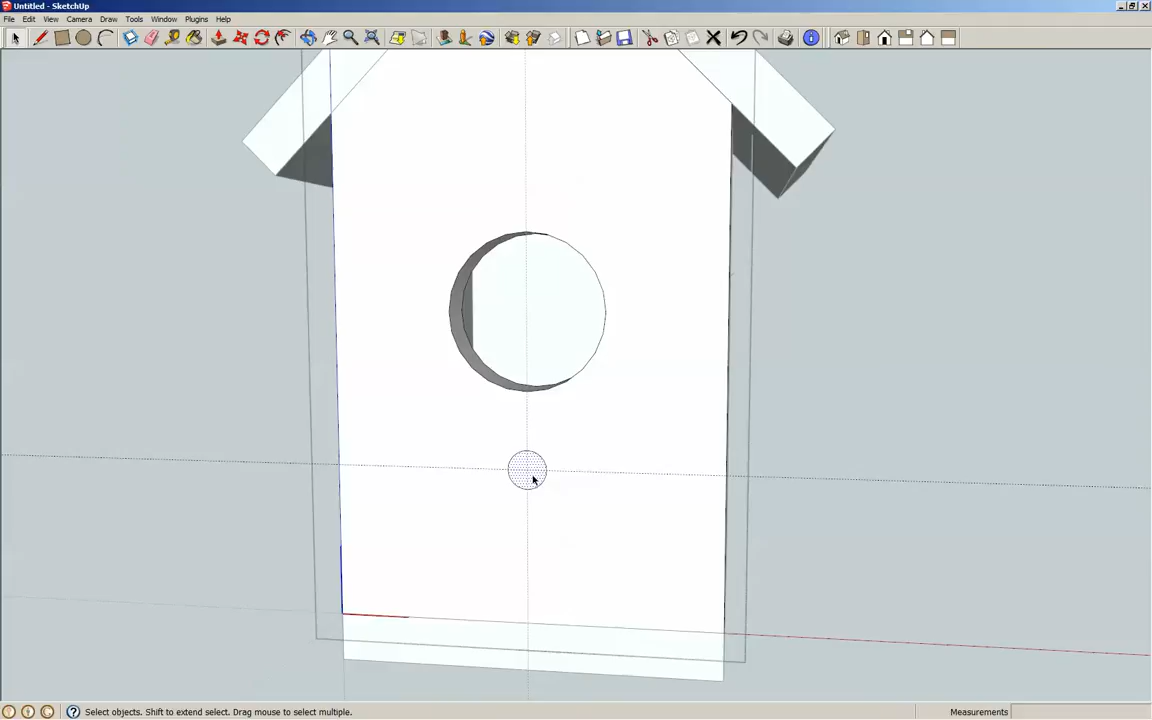 Untitled - SketchUp
File Edit View Camera Draw Tools Window Plugins Help
Select objects. Shift to extend select. Drag mouse to select multiple. Measurements